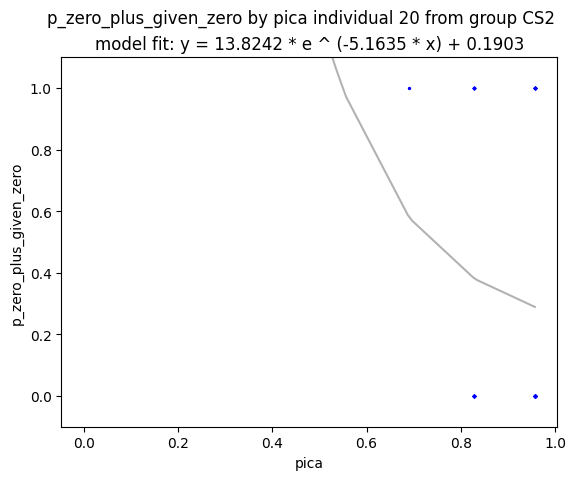 p_zero_plus_given_zero by pica individual 20 from group CS2
model fit: y = 13.8242 * e ^ (-5.1635 * x) + 0.1903
1.0
0.8
0.6
0.4
0.2
0.0
p_zero_plus_given_zero
0.0 0.2 0.4 0.6 0.8 1.0
pica